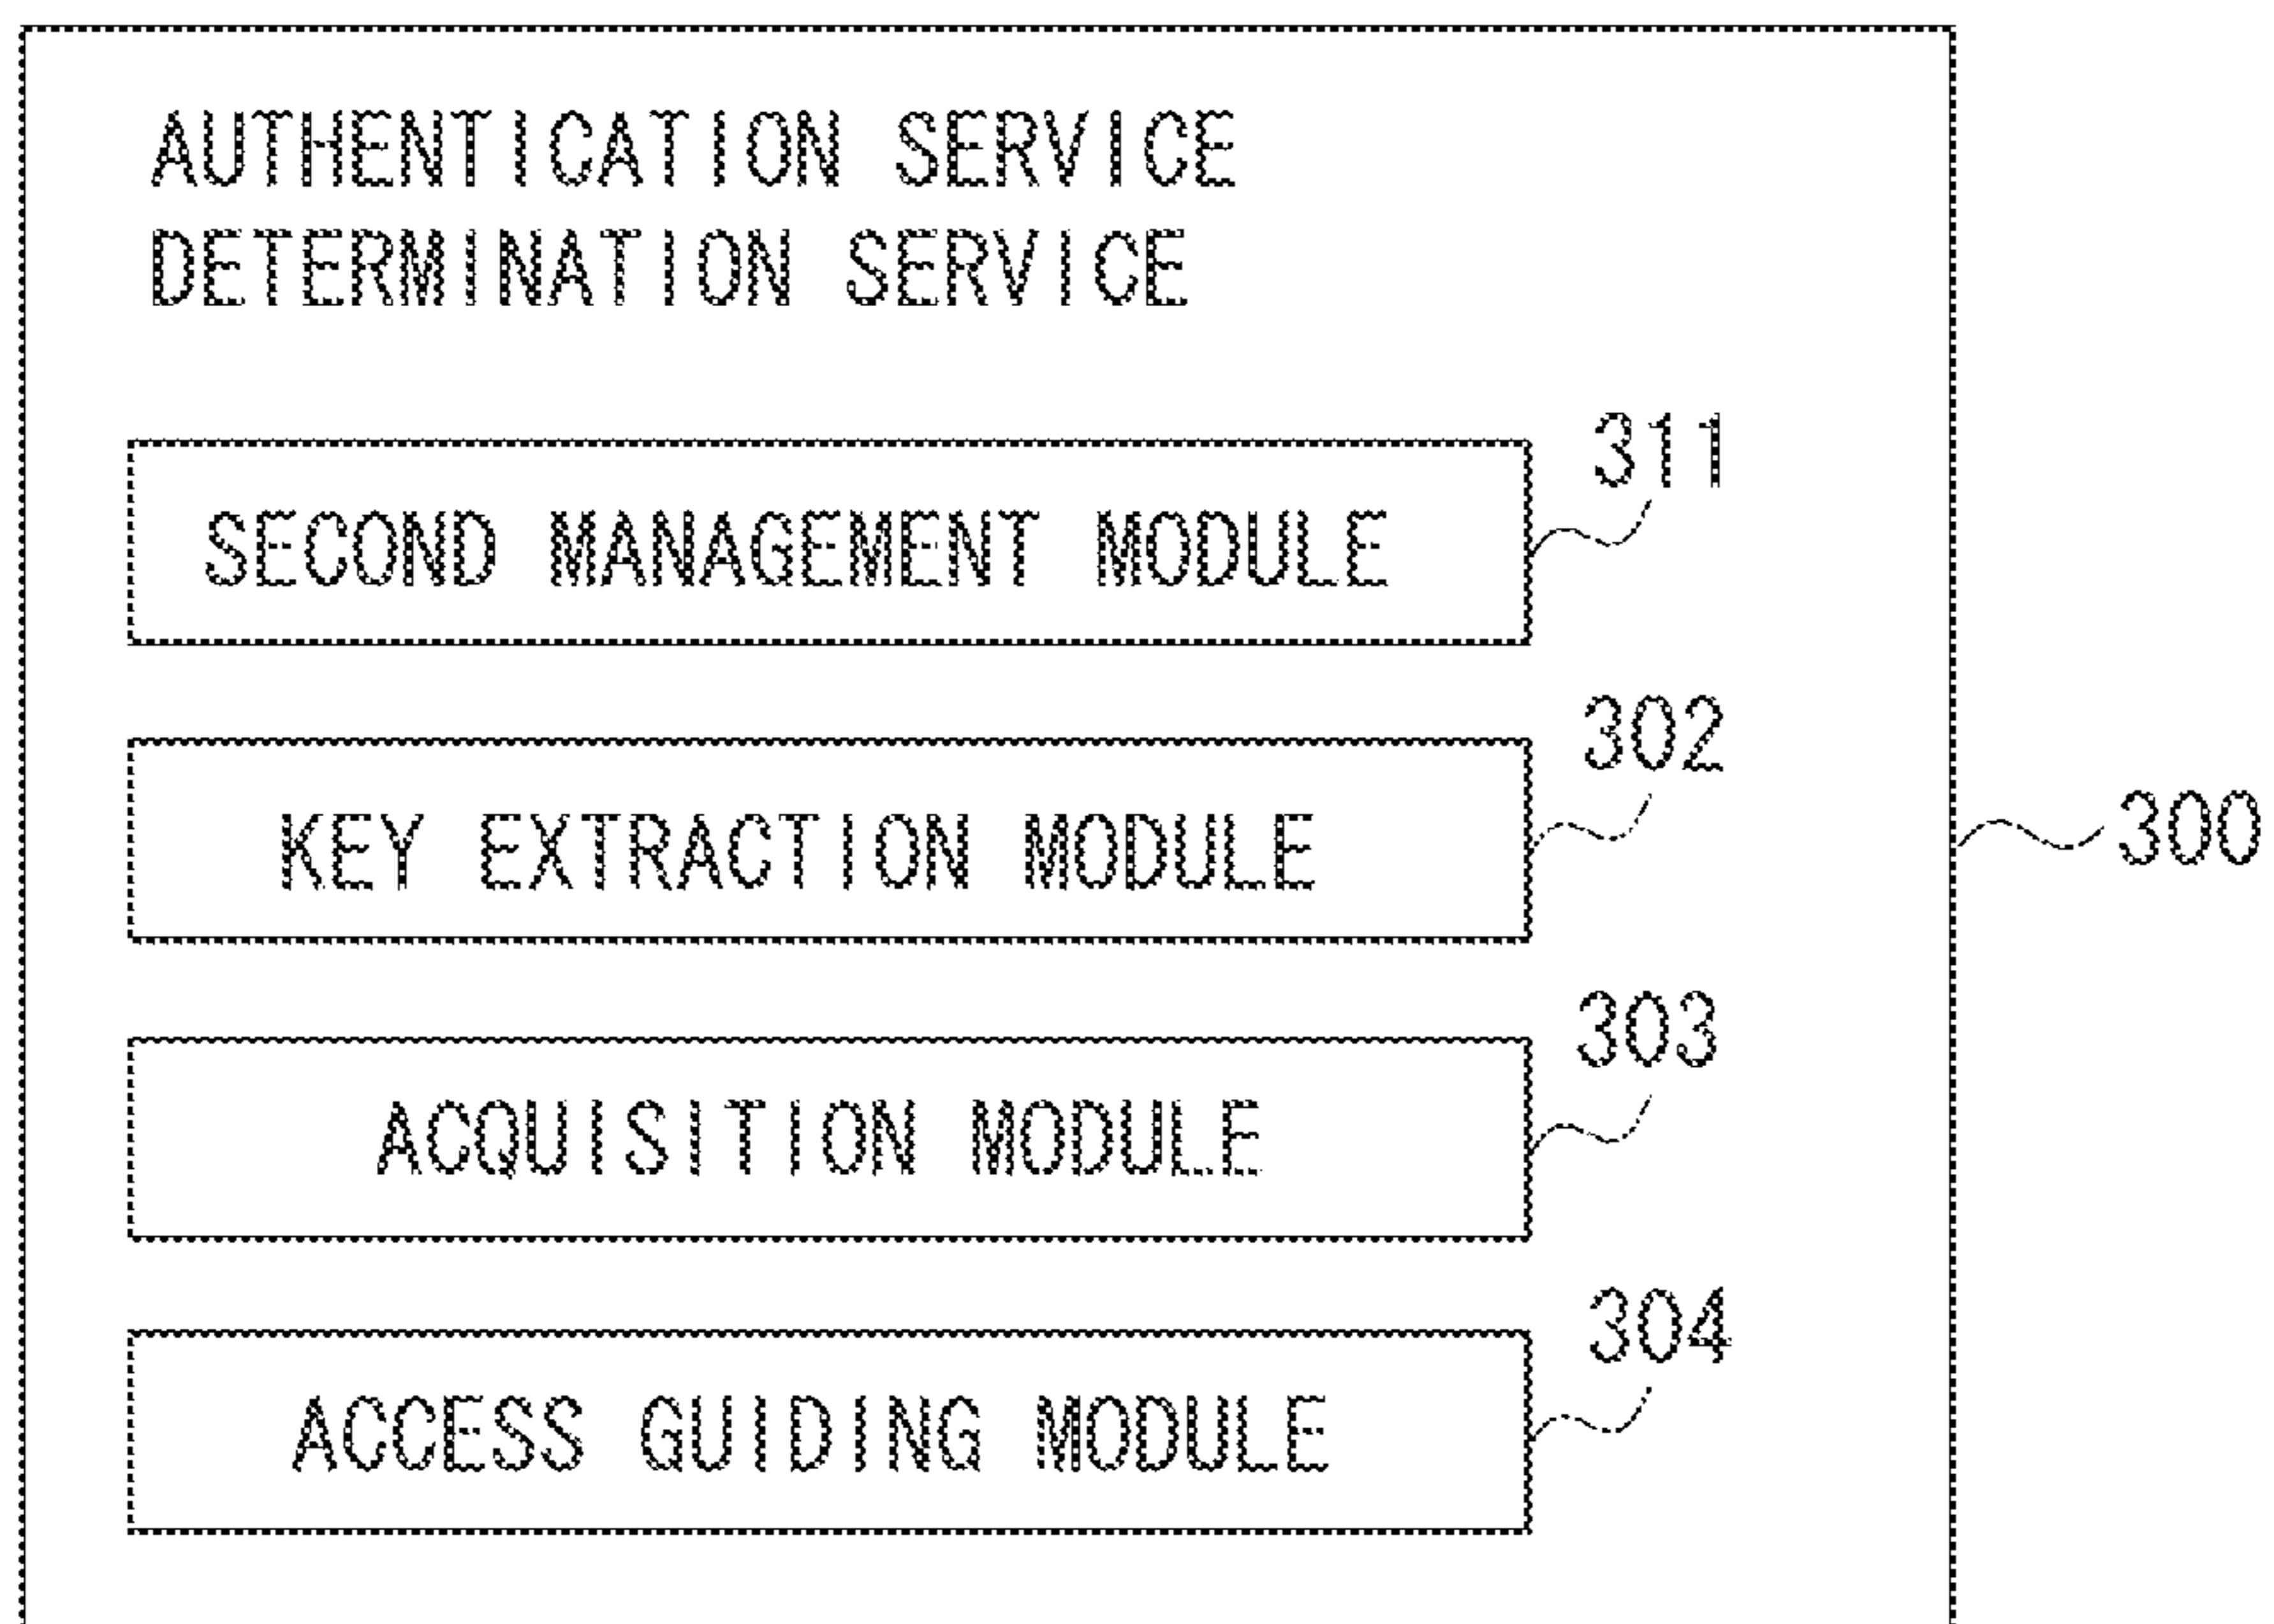 AUTHENTICATION SERVICE
DETERMINATION SERVICE
311
SECOND MANAGEMENT MODULE
302
KEY EXTRACTION MODULE
300
303
ACQUISITION MODULE
304
ACCESS GUIDING MODULE